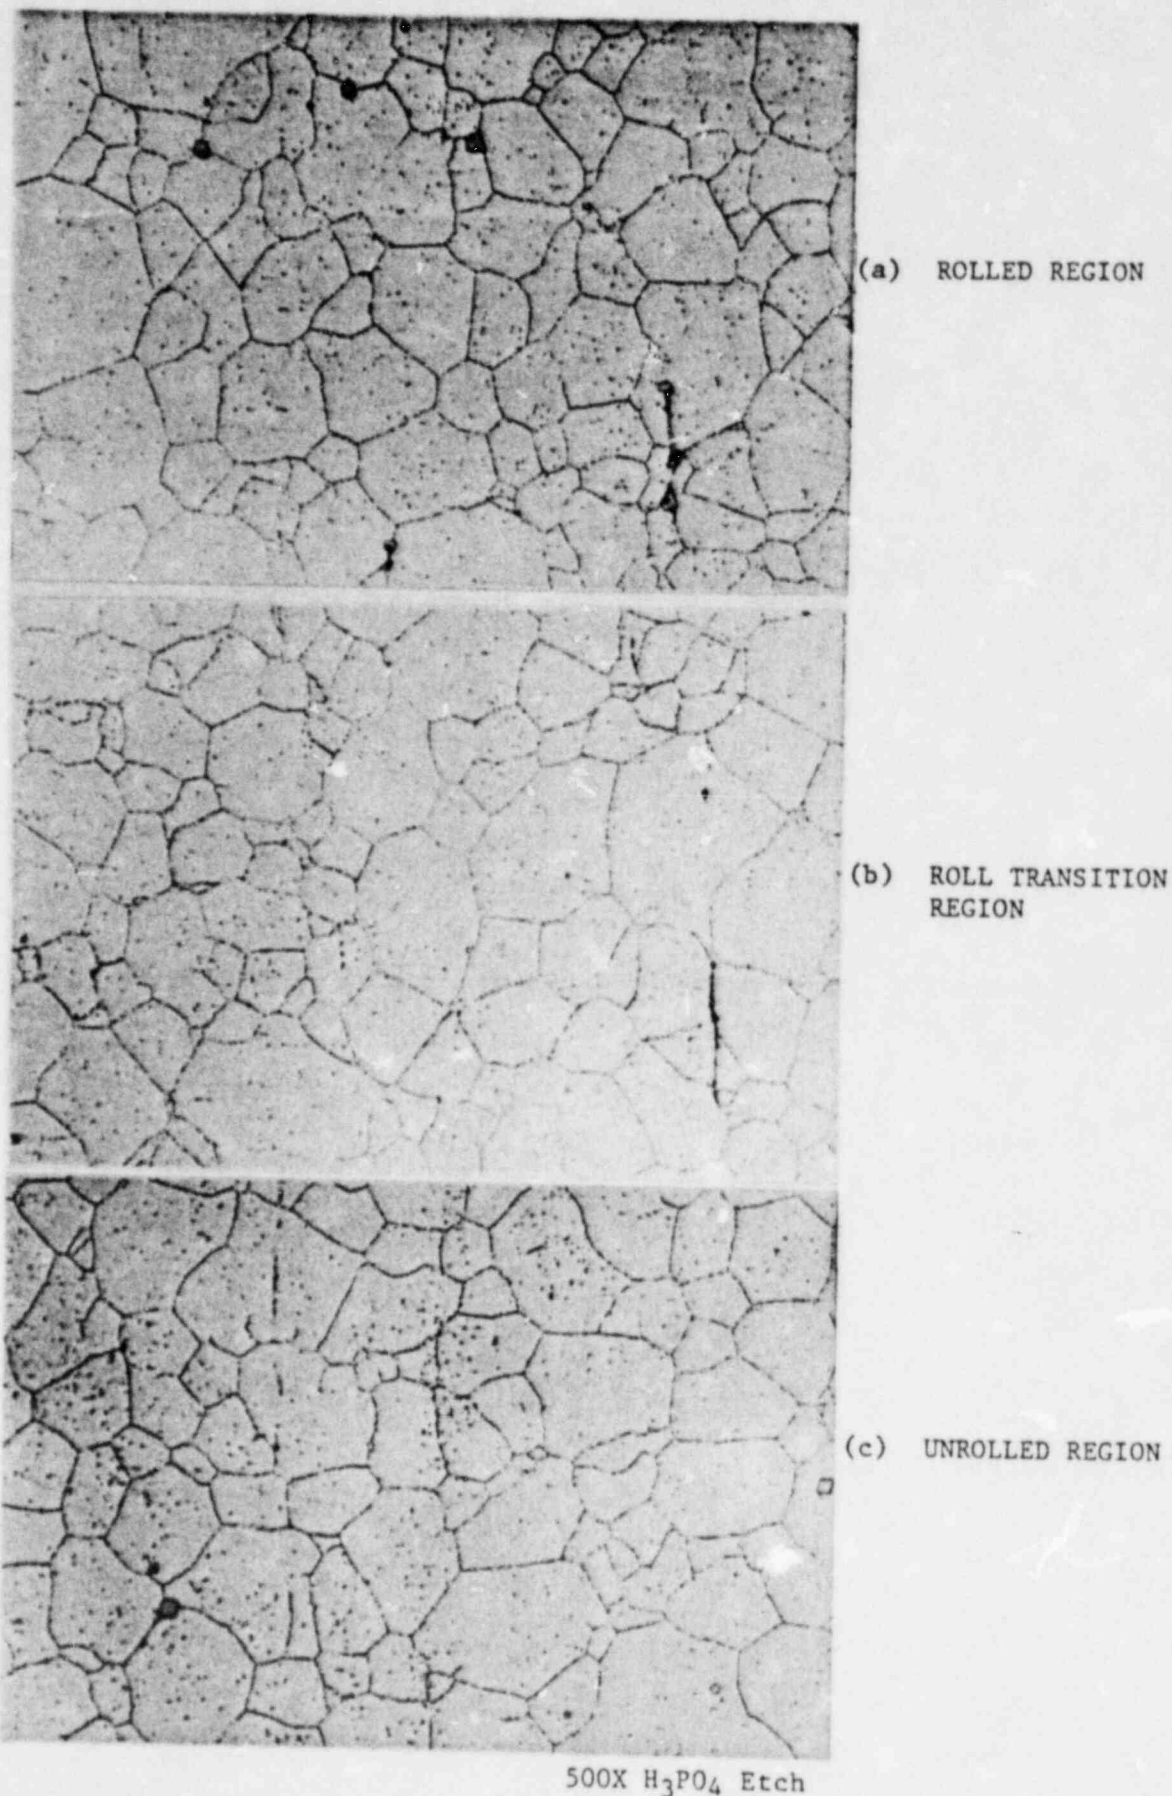 (a) ROLLED REGION
(b) ROLL TRANSITION
REGION
(c) UNROLLED REGION
500X H₃PO₄ Etch